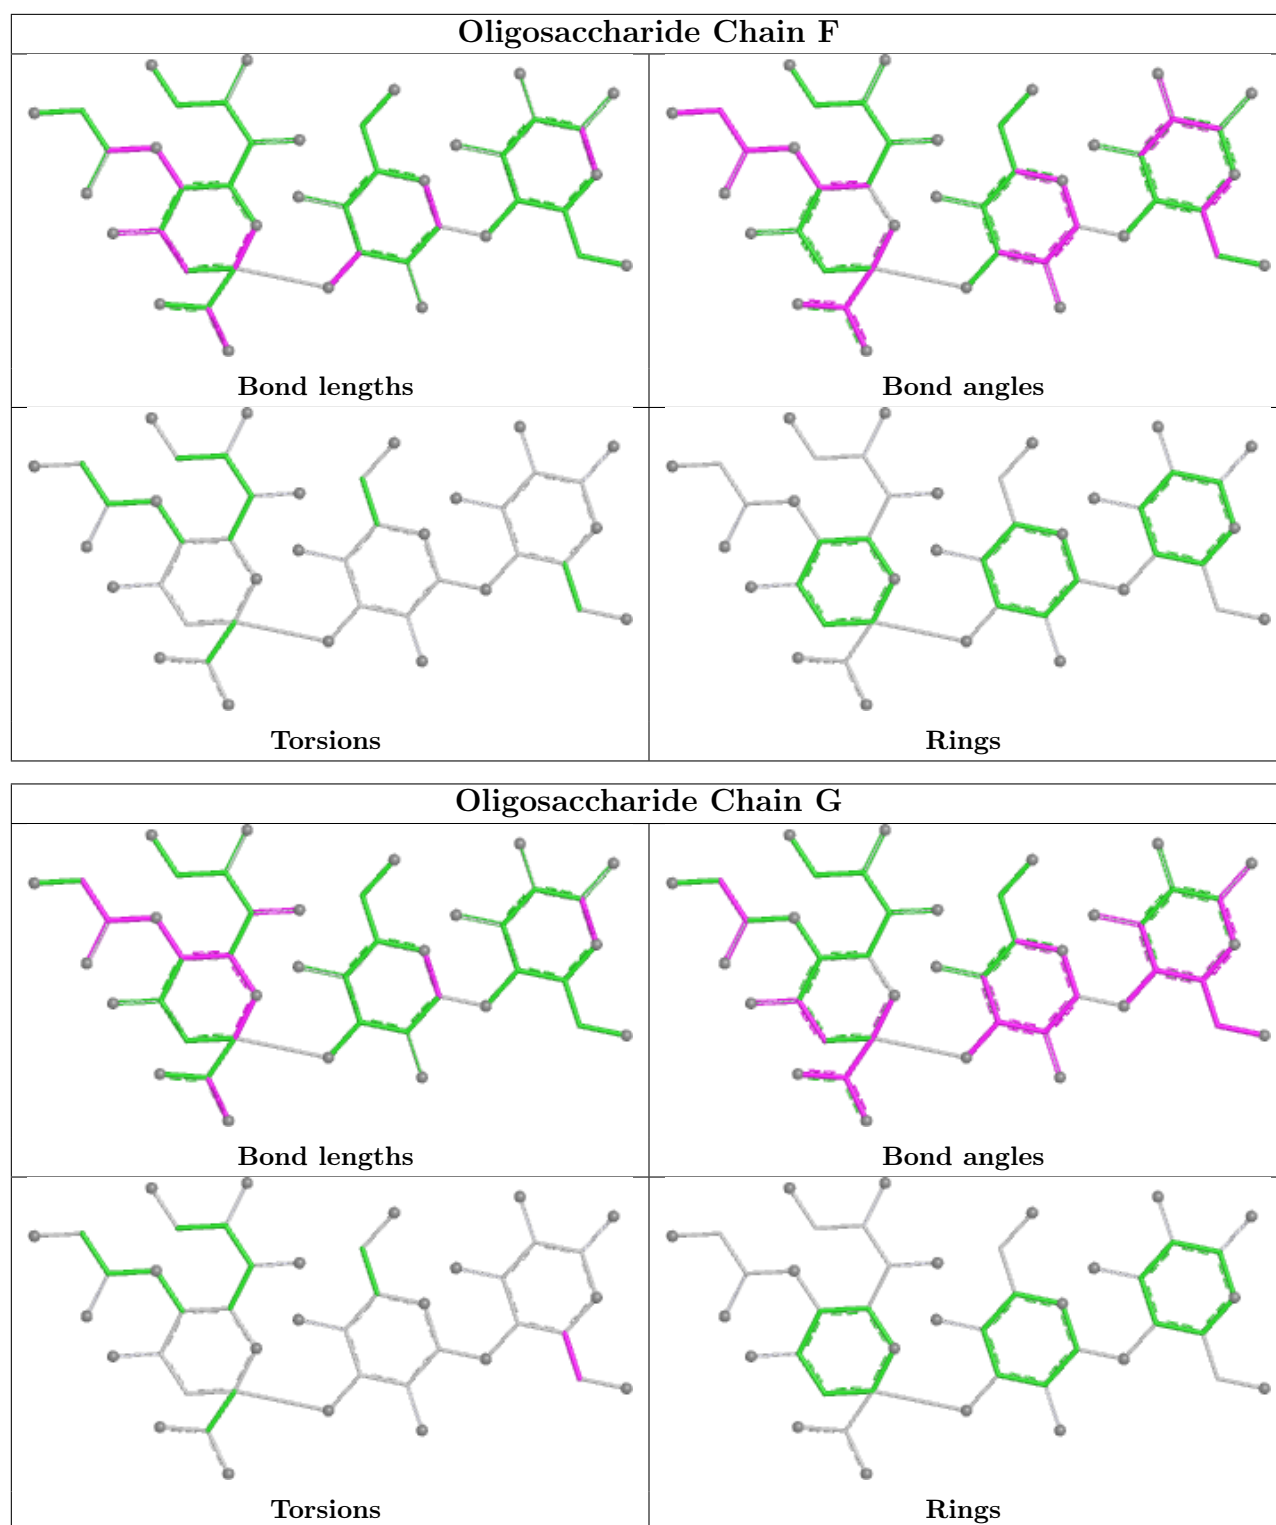 Oligosaccharide Chain F
Bond lengths
Bond angles
Torsions
Rings
Oligosaccharide Chain G
Bond lengths
Bond angles
Torsions
Rings